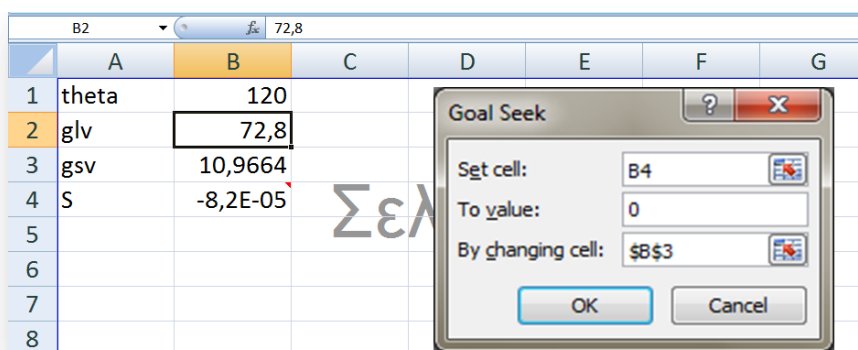 B2 fx 72,8
A B C D E F G
1 theta 120
2 glv 72,8
3 gsv 10,9664
4 S -8,2E-05
5
6
7
8
Σελ
Goal Seek
Set cell: B4
To value: 0
By changing cell: $B$3
OK Cancel